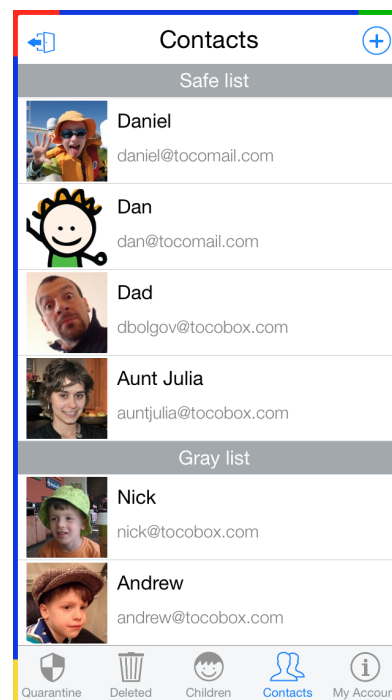 Contacts
Safe list
Daniel
daniel@tocomail.com
Dan
dan@tocomail.com
Dad
dbolgov@tocobox.com
Aunt Julia
auntjulia@tocobox.com
Gray list
Nick
nick@tocobox.com
Andrew
andrew@tocobox.com
Quarantine Deleted Children Contacts My Account